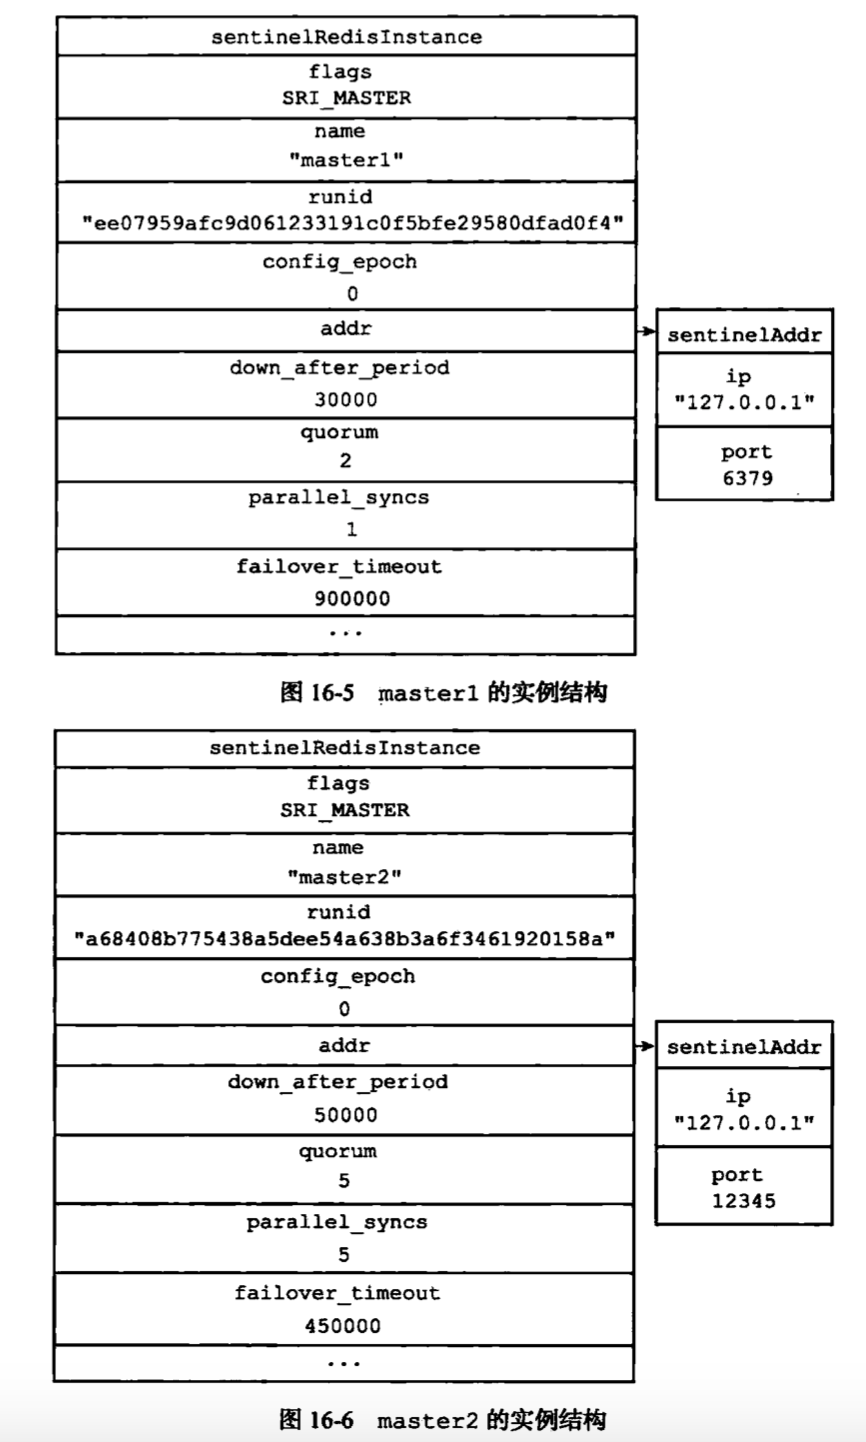 sentinelRedisInstance
flags
SRI_MASTER
name
"master1"
runid
"ee07959afc9d061233191c0f5bfe29580dfad0f4"
config_epoch
0
addr
down_after_period
30000
quorum
2
parallel_syncs
1
failover_timeout
900000
...
sentinelAddr
ip
"127.0.0.1"
port
6379
图 16-5 master1 的实例结构
sentinelRedisInstance
flags
SRI_MASTER
name
"master2"
runid
"a68408b775438a5dee54a638b3a6f3461920158a"
config_epoch
0
addr
down_after_period
50000
quorum
5
parallel_syncs
5
failover_timeout
450000
...
sentinelAddr
ip
"127.0.0.1"
port
12345
图 16-6 master2 的实例结构